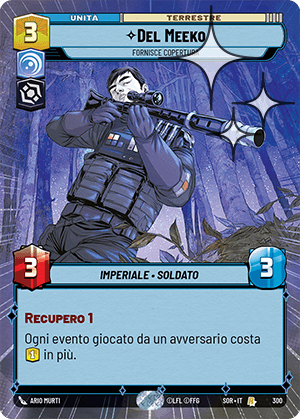 UNITÀ
TERRESTRE
3
✧DEL MEEKO
FORNISCE COPERTURA
3
3
IMPERIALE • SOLDATO
RECUPERO 1
Ogni evento giocato da un avversario costa
1 in più.
ARIO MURTI
©LFL ©FFG
SOR • IT
300